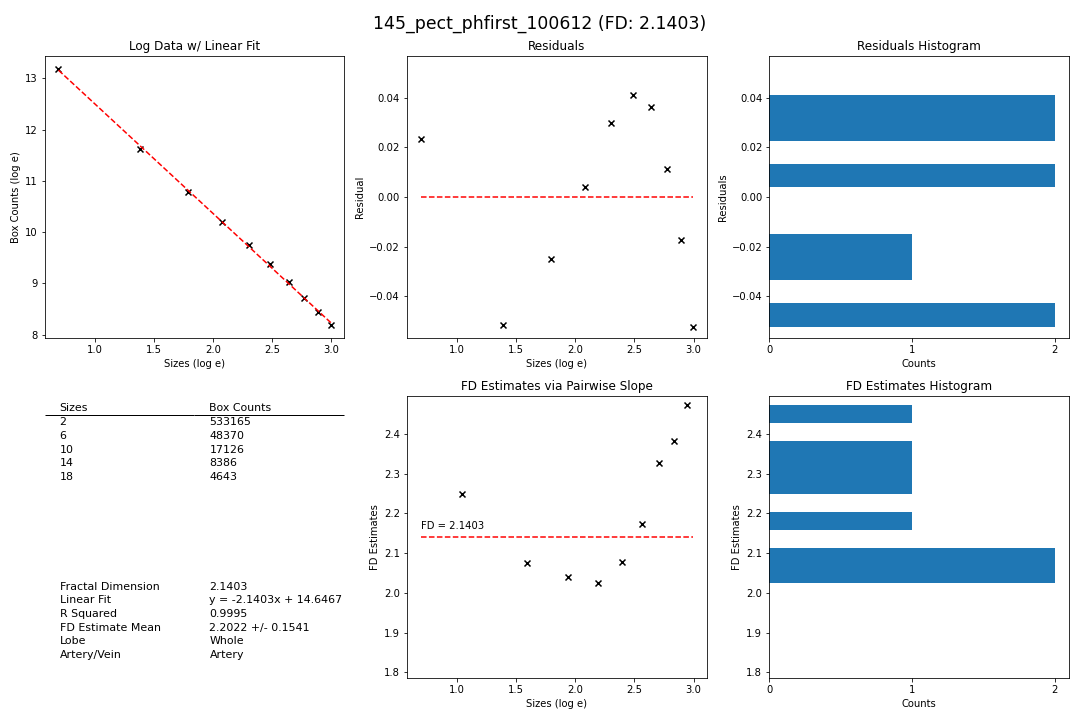 145_pect_phfirst_100612 (FD: 2.1403)
Log Data w/ Linear Fit
13
12
11
10
9
8
Box Counts (log e)
1.0 1.5 2.0 2.5 3.0
Sizes (log e)
Residuals
0.04
0.02
0.00
−0.02
−0.04
Residual
1.0 1.5 2.0 2.5 3.0
Sizes (log e)
Residuals Histogram
0.04
0.02
0.00
−0.02
−0.04
Residuals
0 1 2
Counts
Sizes Box Counts
2 533165
6 48370
10 17126
14 8386
18 4643
Fractal Dimension 2.1403
Linear Fit y = -2.1403x + 14.6467
R Squared 0.9995
FD Estimate Mean 2.2022 +/- 0.1541
Lobe Whole
Artery/Vein Artery
FD Estimates via Pairwise Slope
2.4
2.3
2.2
2.1
2.0
1.9
1.8
FD Estimates
FD = 2.1403
1.0 1.5 2.0 2.5 3.0
Sizes (log e)
FD Estimates Histogram
2.4
2.3
2.2
2.1
2.0
1.9
1.8
FD Estimates
0 1 2
Counts